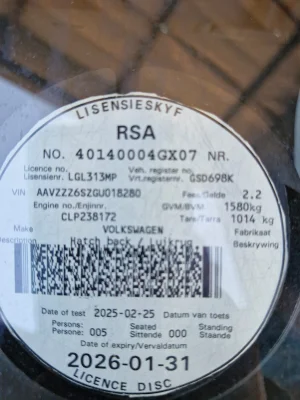 LISENSIESKYF
RSA
NO. 40140004GX07 NR.
Licence no. Veh. register no.
Lisensienr. LGL313MP Vrt.registernr. GSD698K
VIN AAVZZZ6SZGU018280 Fees/Gelde 2.2
Engine no./Enjinnr. GVM/BVM 1580kg
CLP238172 Tare/Tarra 1014 kg
Make VOLKSWAGEN Fabrikaat
Description Hatch back / Luikrug Beskrywing
Date of test 2025-02-25 Datum van toets
Persons: Seated Standing
Persone: 005 Sittende 000 Staande
Date of expiry/Vervaldatum
2026-01-31
LICENCE DISC